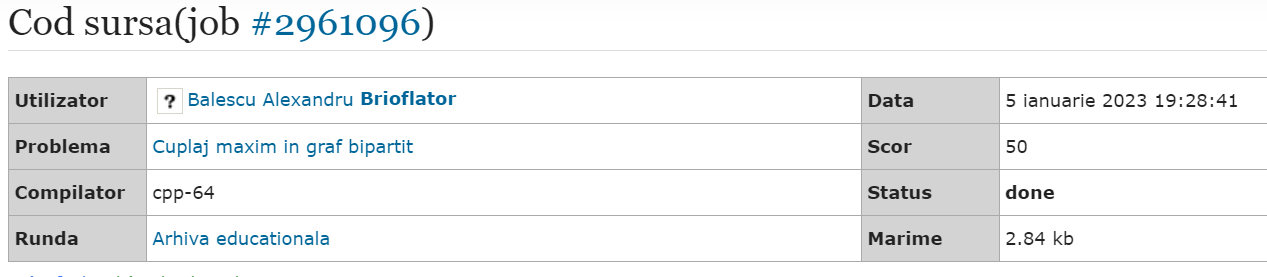 Cod sursa(job #2961096)
Utilizator ? Balescu Alexandru Brioflator Data 5 ianuarie 2023 19:28:41
Problema Cuplaj maxim in graf bipartit Scor 50
Compilator cpp-64 Status done
Runda Arhiva educationala Marime 2.84 kb